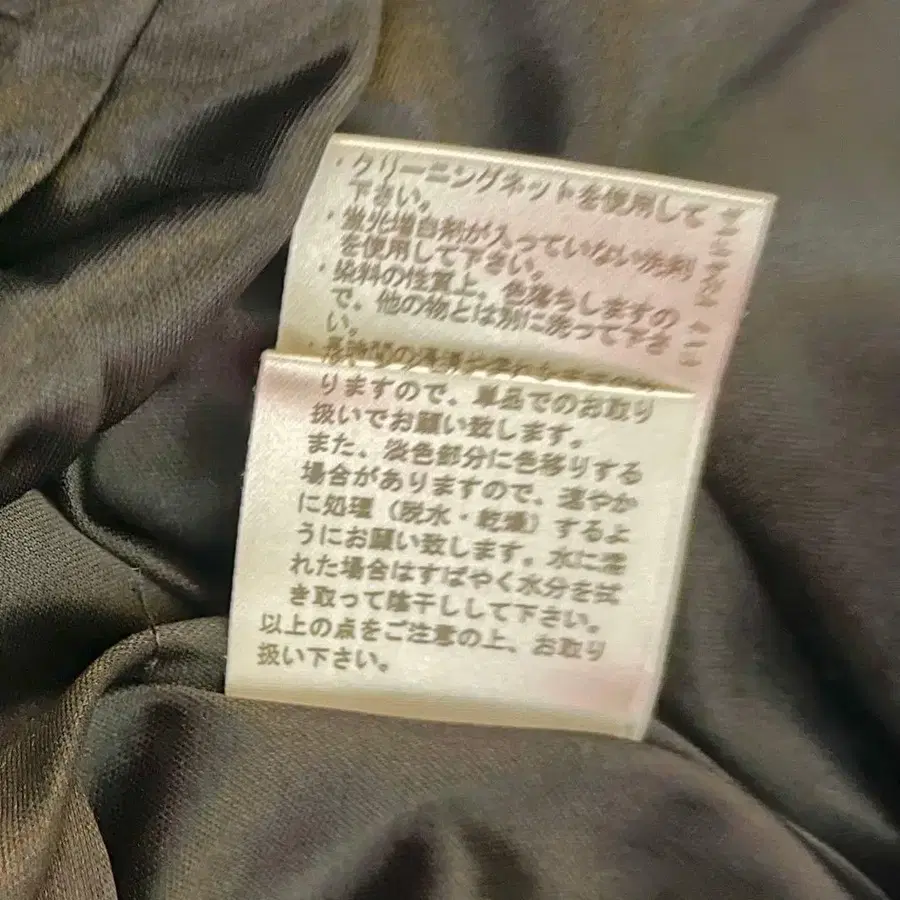 ・クリーニングネットを使用して
下さい。
・蛍光増白剤が入っていない洗剤
を使用して下さい。
・染料の性質上、色落ちしますの
で、他の物とは別に洗って下さ
い。
・長時間の
りますので、単品でのお取り
扱いでお願い致します。
また、淡色部分に色移りする
場合がありますので、速やか
に処理（脱水・乾燥）するよ
うにお願い致します。水に濡
れた場合はすばやく水分を拭
き取って陰干しして下さい。
以上の点をご注意の上、お取り
扱い下さい。